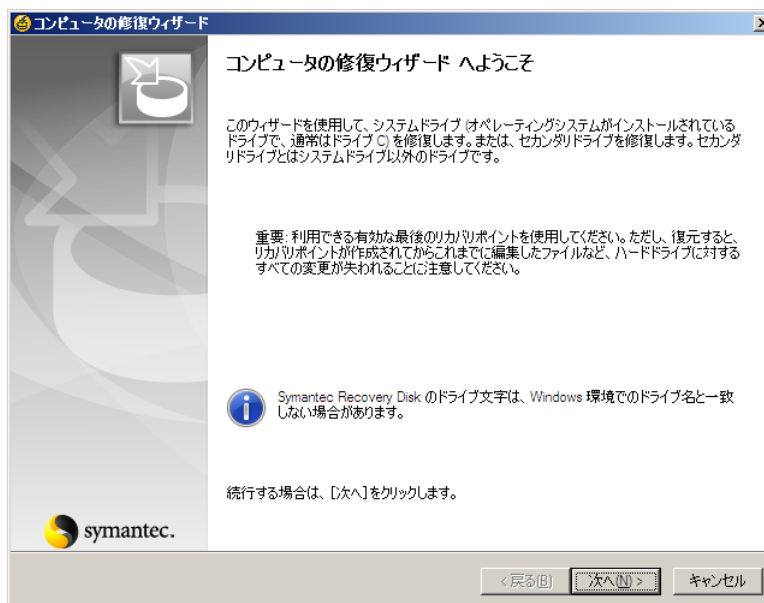 コンピュータの修復ウィザード
コンピュータの修復ウィザード へようこそ
このウィザードを使用して、システムドライブ (オペレーティングシステムがインストールされている
ドライブで、通常はドライブ C) を修復します。または、セカンダリドライブを修復します。セカンダ
リドライブとはシステムドライブ以外のドライブです。
重要: 利用できる有効な最後のリカバリポイントを使用してください。ただし、復元すると、
リカバリポイントが作成されてからこれまでに編集したファイルなど、ハードドライブに対する
すべての変更が失われることに注意してください。
Symantec Recovery Disk のドライブ文字は、Windows 環境でのドライブ名と一致
しない場合があります。
続行する場合は、[次へ] をクリックします。
symantec.
< 戻る(B) 次へ(N) > キャンセル